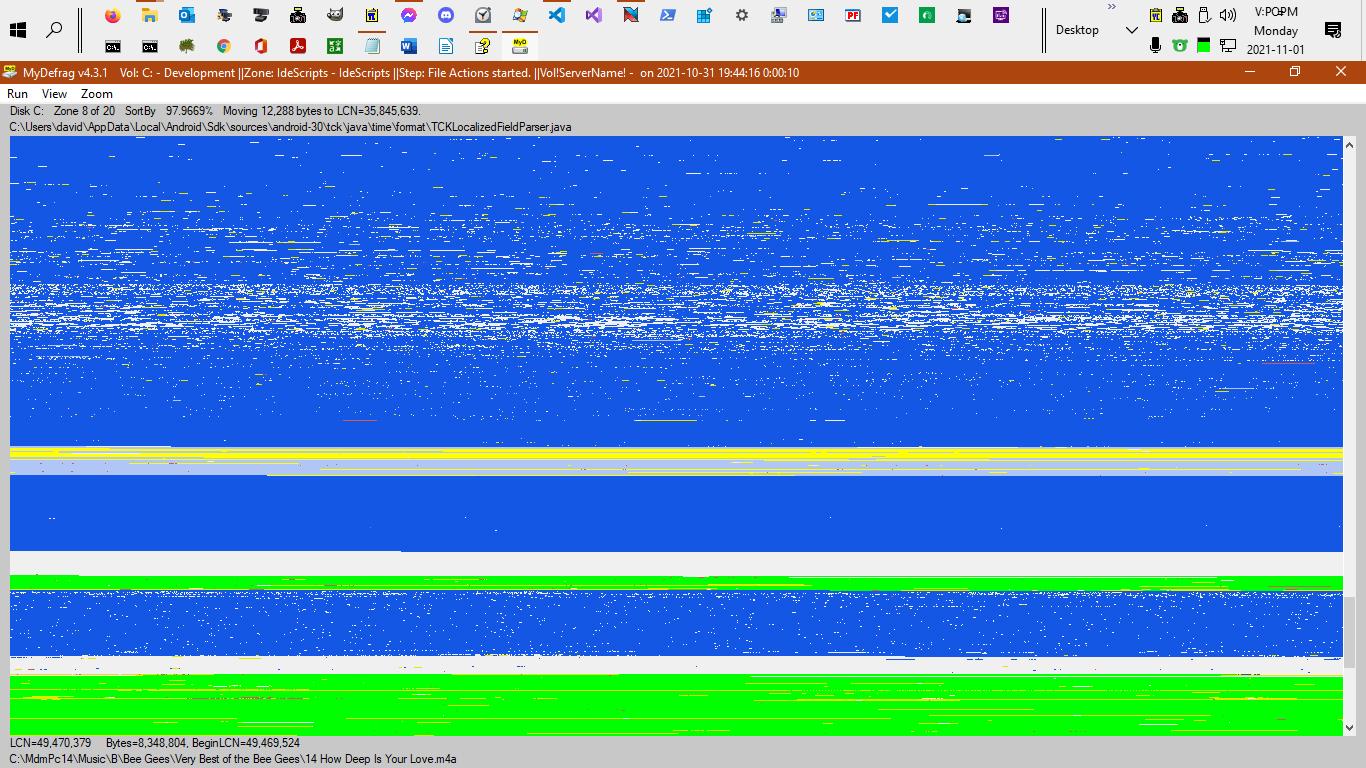 V:POPM
Desktop
Monday
2021-11-01
MyDefrag v4.3.1 Vol: C: - Development ||Zone: IdeScripts - IdeScripts ||Step: File Actions started. ||Vol!ServerName! - on 2021-10-31 19:44:16 0:00:10
Run View Zoom
Disk C: Zone 8 of 20 SortBy 97.9669% Moving 12,288 bytes to LCN=35,845,639.
C:\Users\david\AppData\Local\Android\Sdk\sources\android-30\tck\java\time\format\TCKLocalizedFieldParser.java
LCN=49,470,379 Bytes=8,348,804, BeginLCN=49,469,524
C:\MdmPc14\Music\B\Bee Gees\Very Best of the Bee Gees\14 How Deep Is Your Love.m4a